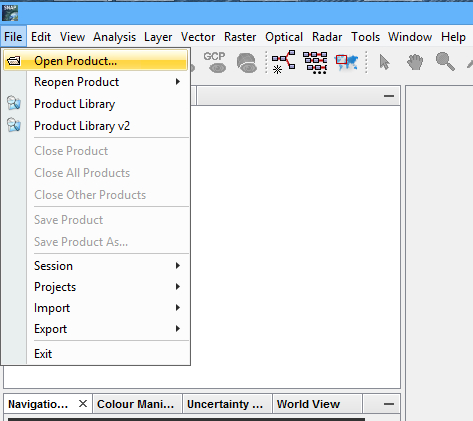 SNAP
File Edit View Analysis Layer Vector Raster Optical Radar Tools Window Help
GCP
Open Product...
Reopen Product
Product Library
Product Library v2
Close Product
Close All Products
Close Other Products
Save Product
Save Product As...
Session
Projects
Import
Export
Exit
Navigatio... Colour Mani... Uncertainty ... World View